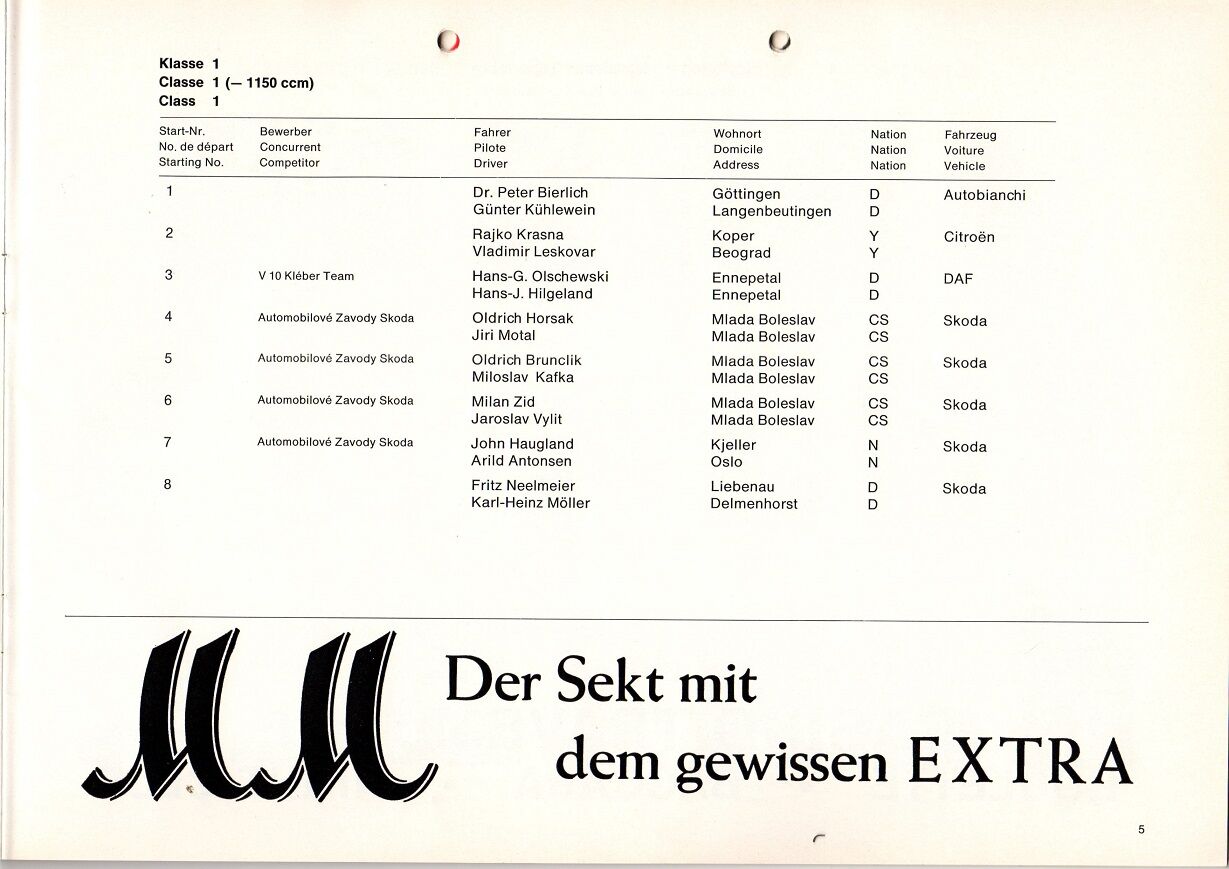 Klasse 1
Classe 1 (— 1150 ccm)
Class 1
Start-Nr. Bewerber Fahrer Wohnort Nation Fahrzeug
No. de départ Concurrent Pilote Domicile Nation Voiture
Starting No. Competitor Driver Address Nation Vehicle
1 Dr. Peter Bierlich Göttingen D Autobianchi
Günter Kühlewein Langenbeutingen D
2 Rajko Krasna Koper Y Citroën
Vladimir Leskovar Beograd Y
3 V 10 Kléber Team Hans-G. Olschewski Ennepetal D DAF
Hans-J. Hilgeland Ennepetal D
4 Automobilové Zavody Skoda Oldrich Horsak Mlada Boleslav CS Skoda
Jiri Motal Mlada Boleslav CS
5 Automobilové Zavody Skoda Oldrich Brunclik Mlada Boleslav CS Skoda
Miloslav Kafka Mlada Boleslav CS
6 Automobilové Zavody Skoda Milan Zid Mlada Boleslav CS Skoda
Jaroslav Vylit Mlada Boleslav CS
7 Automobilové Zavody Skoda John Haugland Kjeller N Skoda
Arild Antonsen Oslo N
8 Fritz Neelmeier Liebenau D Skoda
Karl-Heinz Möller Delmenhorst D
MM Der Sekt mit
dem gewissen EXTRA
5